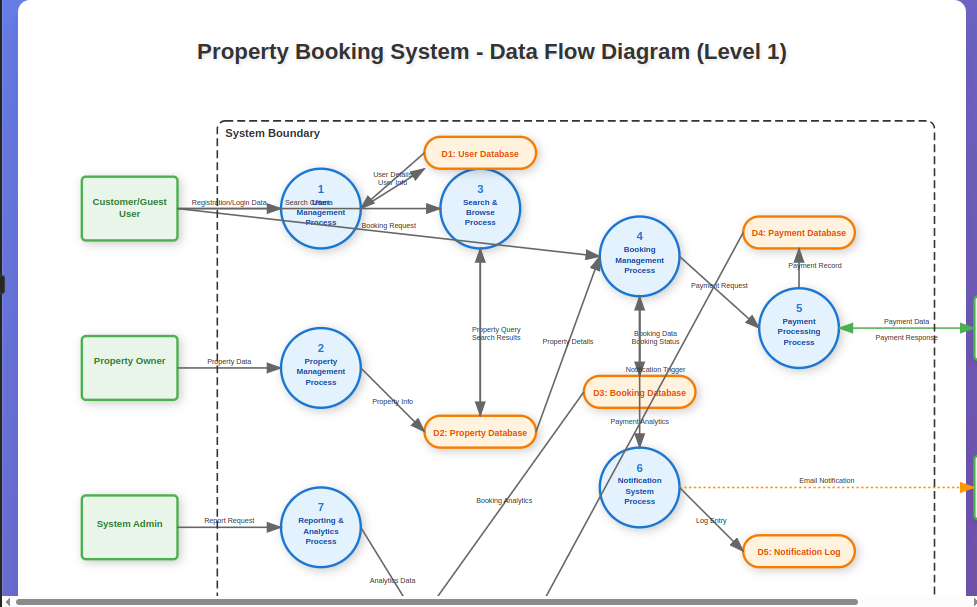 Property Booking System - Data Flow Diagram (Level 1)
System Boundary
D1: User Database
Customer/Guest
User
Registration/Login Data
1
Management
Process
User Details
User Info
3
Search &
Browse
Process
Booking Request
4
Booking
Management
Process
D4: Payment Database
Payment Record
Payment Request
5
Payment
Processing
Process
Payment Data
Payment Response
Property Owner
Property Data
2
Property
Management
Process
Property Info
Property Query
Search Results
Property Details
Booking Data
Booking Status
Notification Trigger
D3: Booking Database
Payment Analytics
D2: Property Database
6
Notification
System
Process
Email Notification
System Admin
Report Request
7
Reporting &
Analytics
Process
Booking Analytics
Log Entry
D5: Notification Log
Analytics Data